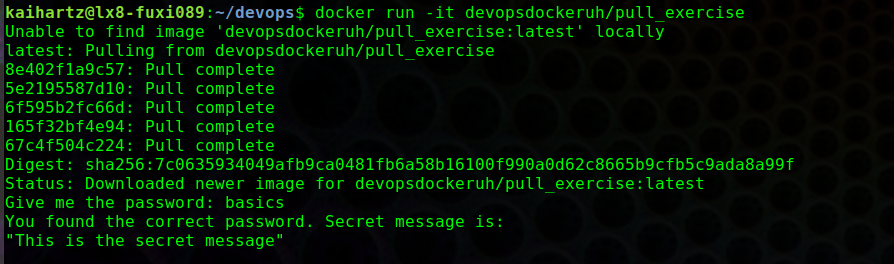 kaihartz@lx8-fuxi089:~/devops$ docker run -it devopsdockeruh/pull_exercise
Unable to find image 'devopsdockeruh/pull_exercise:latest' locally
latest: Pulling from devopsdockeruh/pull_exercise
8e402f1a9c57: Pull complete
5e2195587d10: Pull complete
6f595b2fc66d: Pull complete
165f32bf4e94: Pull complete
67c4f504c224: Pull complete
Digest: sha256:7c0635934049afb9ca0481fb6a58b16100f990a0d62c8665b9cfb5c9ada8a99f
Status: Downloaded newer image for devopsdockeruh/pull_exercise:latest
Give me the password: basics
You found the correct password. Secret message is:
"This is the secret message"